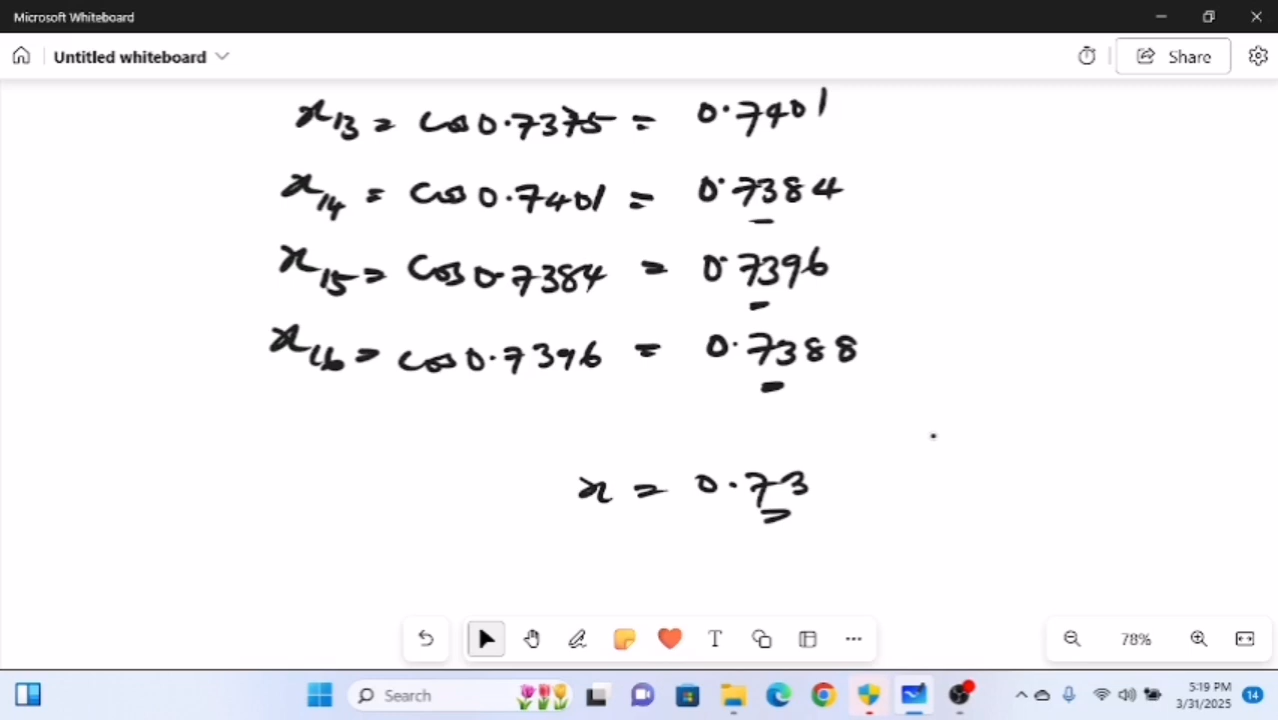 Microsoft Whiteboard
Untitled whiteboard
Share
x13 = cos 0.7375 = 0.7401
x14 = cos 0.7401 = 0.7384
x15 = cos 0.7384 = 0.7396
x16 = cos 0.7396 = 0.7388
x = 0.73
78%
Search
5:19 PM
3/31/2025
14